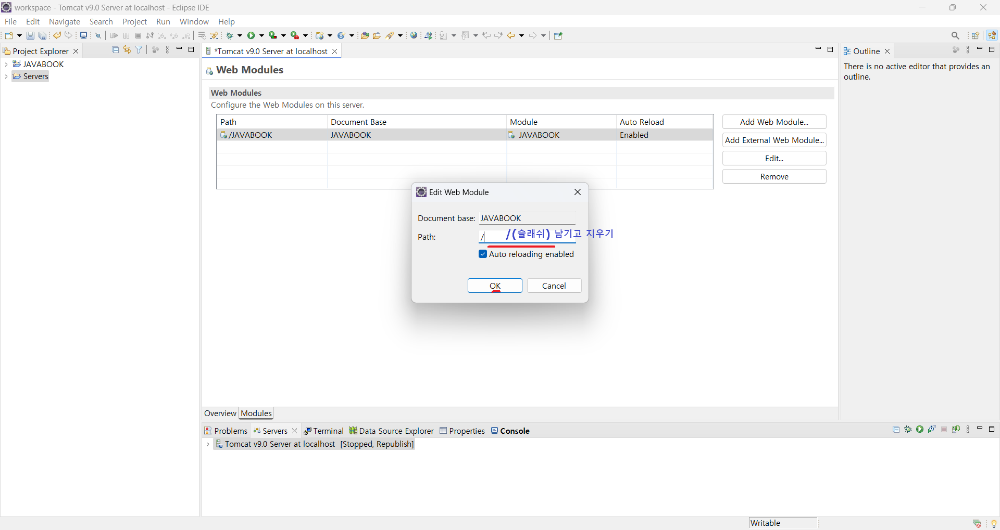 workspace - Tomcat v9.0 Server at localhost - Eclipse IDE
File Edit Navigate Search Project Run Window Help
Project Explorer
JAVABOOK
Servers
*Tomcat v9.0 Server at localhost
Web Modules
Web Modules
Configure the Web Modules on this server.
Path Document Base Module Auto Reload
/JAVABOOK JAVABOOK JAVABOOK Enabled
Add Web Module...
Add External Web Module...
Edit...
Remove
Edit Web Module
Document base: JAVABOOK
Path: / /(슬래쉬) 남기고 지우기
Auto reloading enabled
OK Cancel
Overview Modules
Outline
There is no active editor that provides an
outline.
Problems Servers Terminal Data Source Explorer Properties Console
Tomcat v9.0 Server at localhost [Stopped, Republish]
Writable